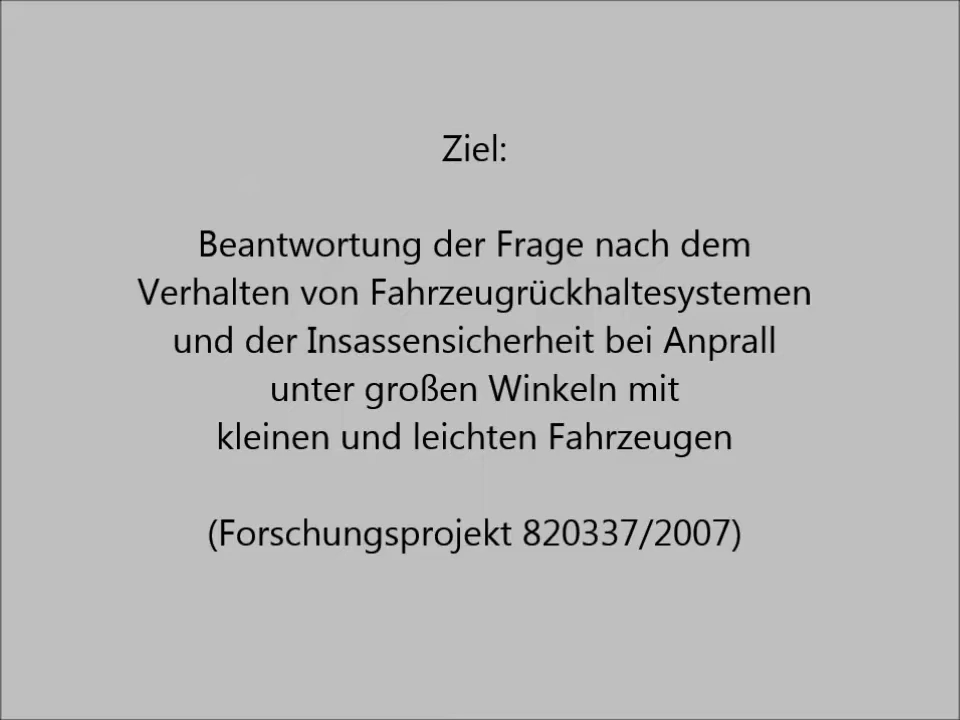 Ziel:
Beantwortung der Frage nach dem
Verhalten von Fahrzeugrückhaltesystemen
und der Insassensicherheit bei Anprall
unter großen Winkeln mit
kleinen und leichten Fahrzeugen
(Forschungsprojekt 820337/2007)